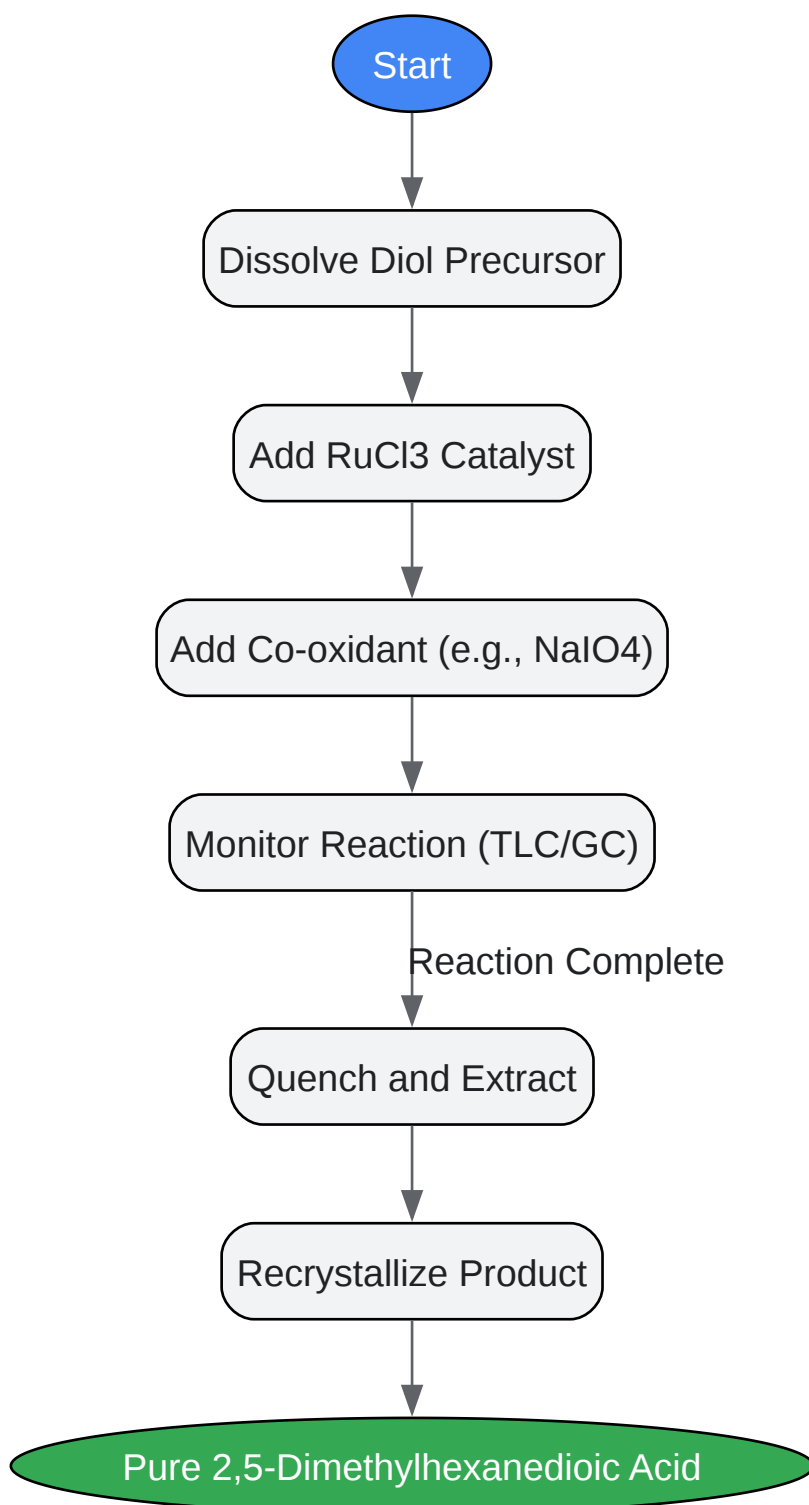 Start
Dissolve Diol Precursor
Add RuCl3 Catalyst
Add Co-oxidant (e.g., NaIO4)
Monitor Reaction (TLC/GC)
Reaction Complete
Quench and Extract
Recrystallize Product
Pure 2,5-Dimethylhexanedioic Acid